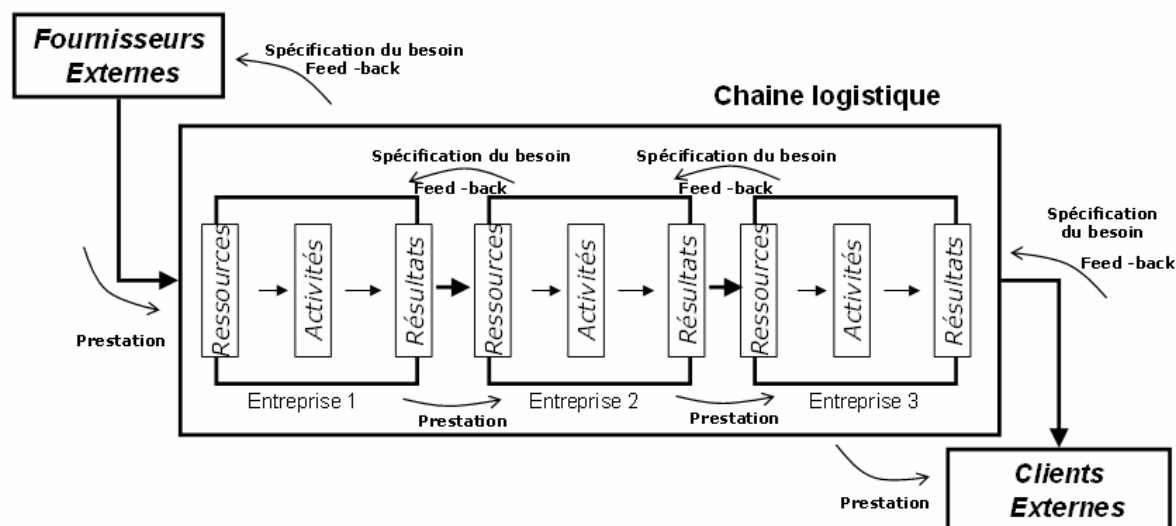 Fournisseurs
Externes
Spécification du besoin
Feed -back
Chaine logistique
Spécification du besoin
Feed -back
Spécification du besoin
Feed -back
Spécification
du besoin
Feed -back
Prestation
Ressources
Activités
Résultats
Ressources
Activités
Résultats
Ressources
Activités
Résultats
Entreprise 1
Prestation
Entreprise 2
Prestation
Entreprise 3
Prestation
Clients
Externes